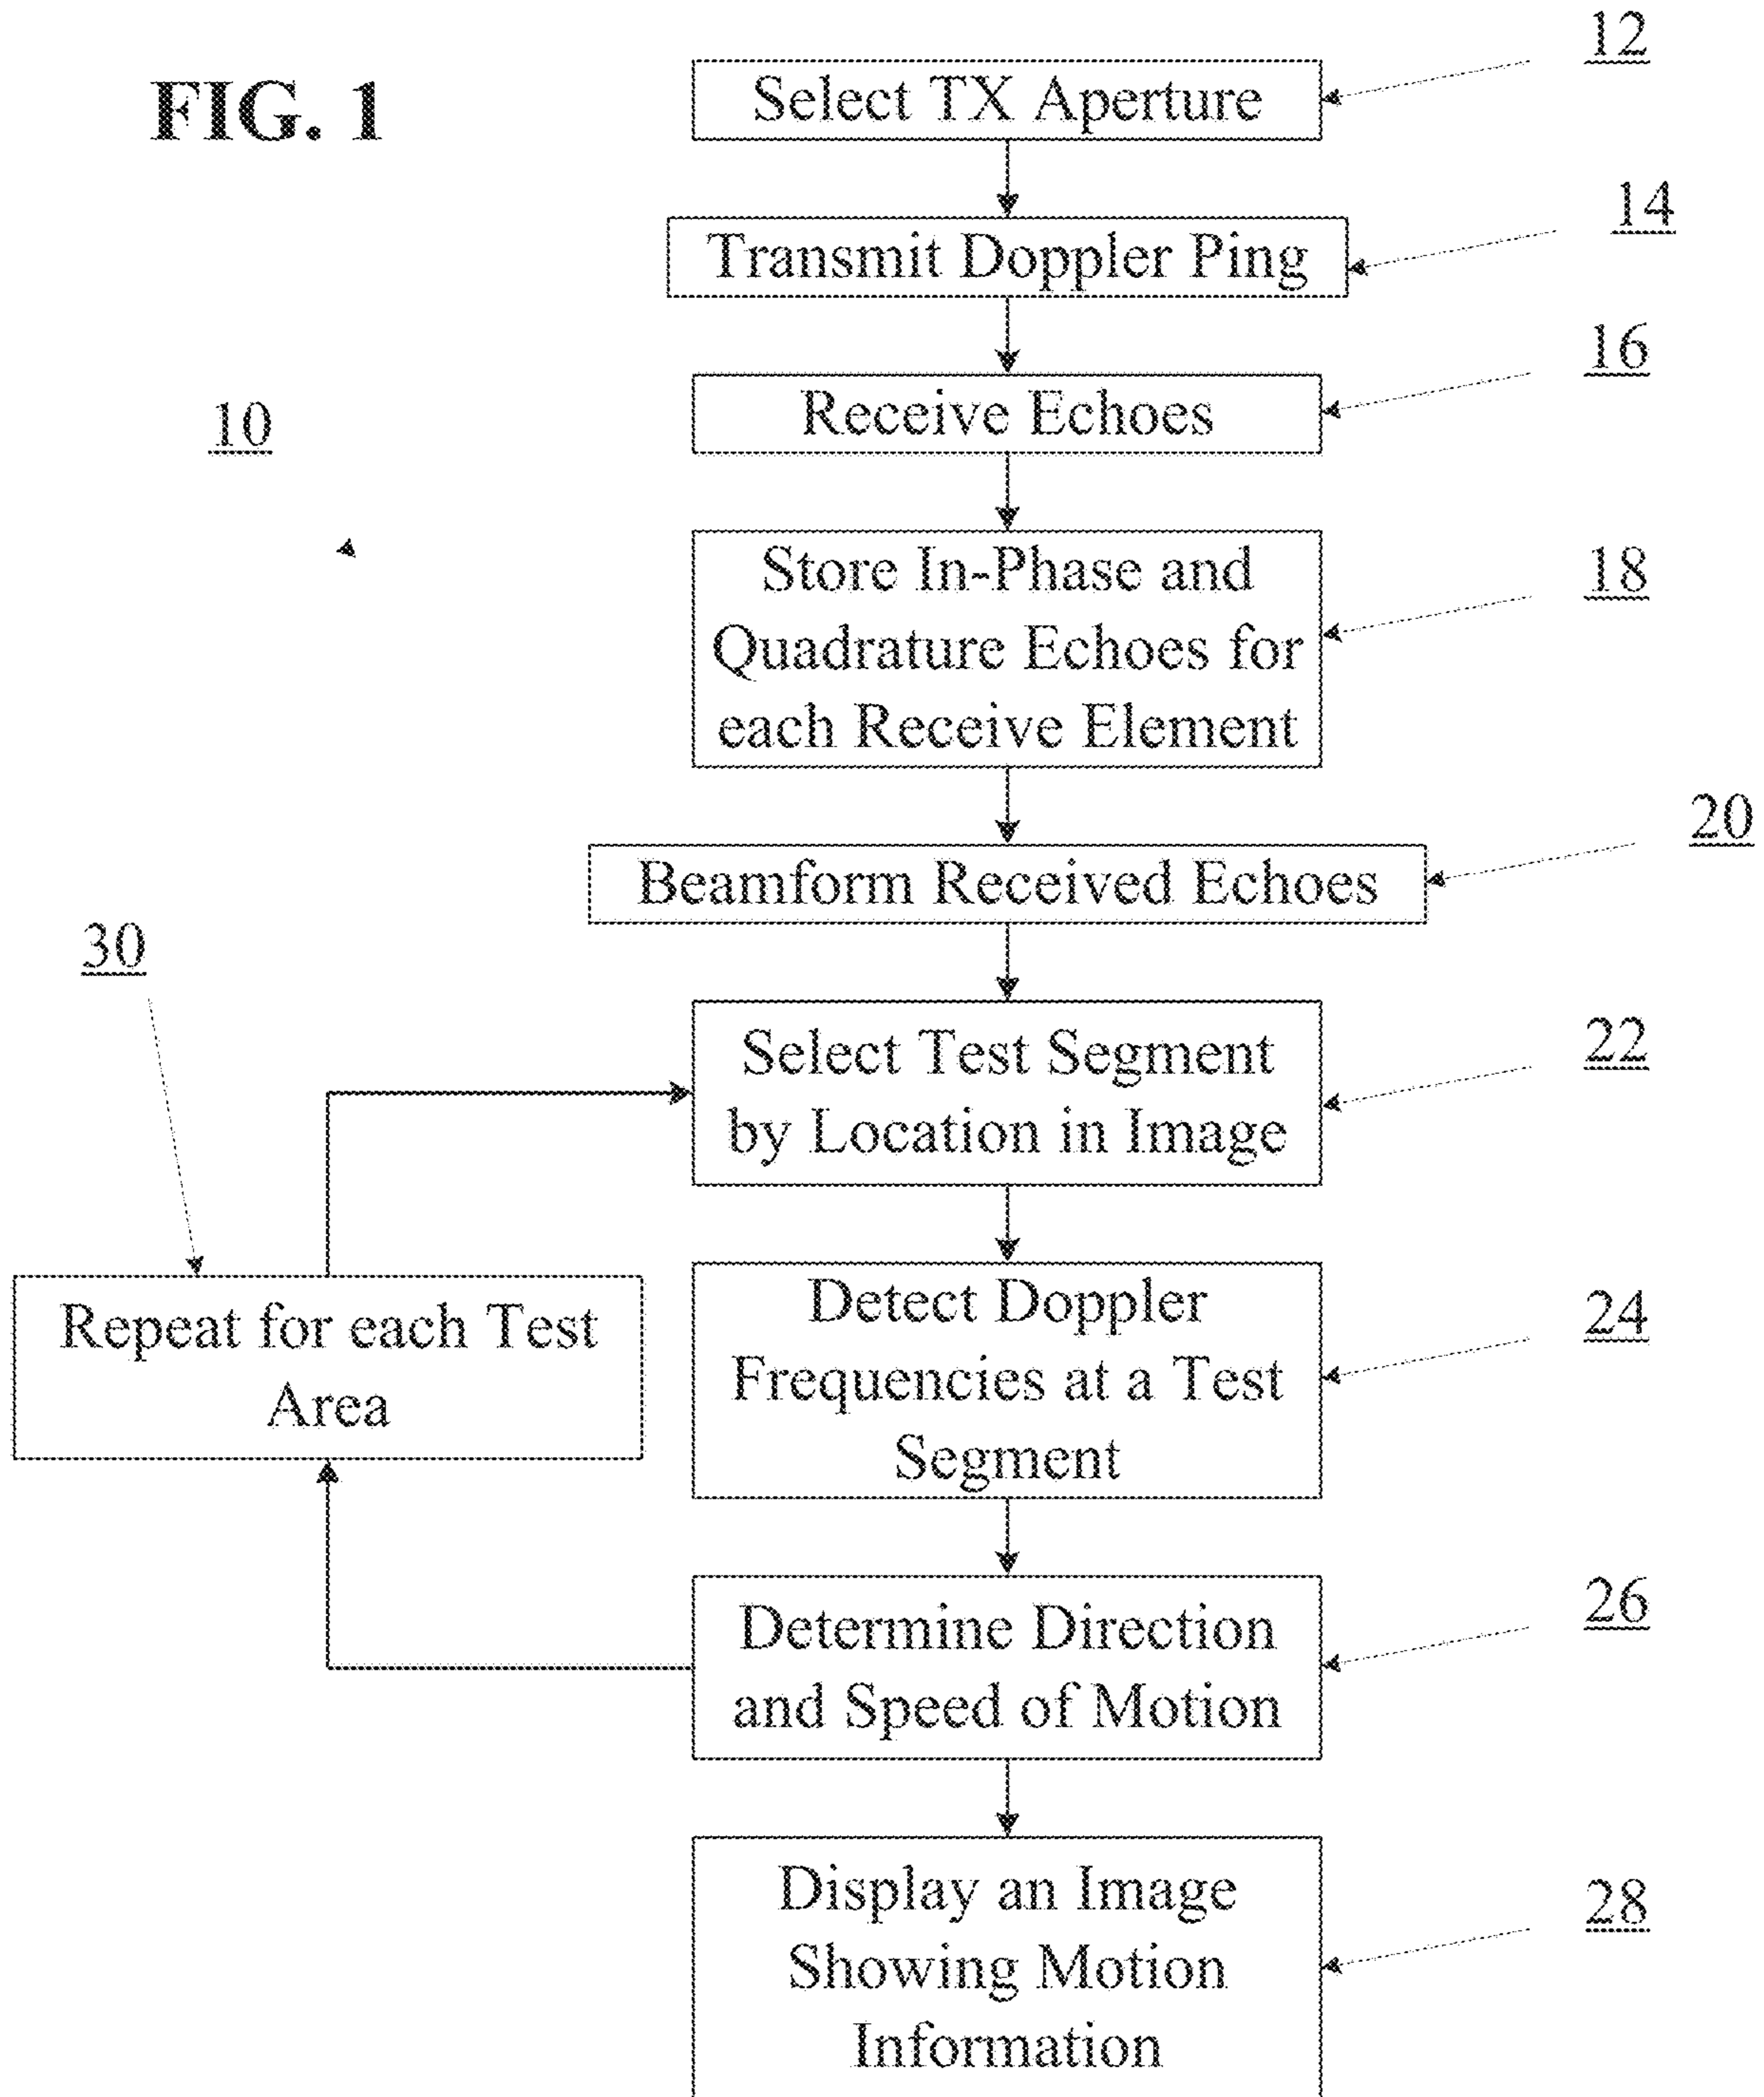 FIG. 1
12
Select TX Aperture
14
Transmit Doppler Ping
16
Receive Echoes
10
18
Store In-Phase and
Quadrature Echoes for
each Receive Element
20
Beamform Received Echoes
30
22
Select Test Segment
by Location in Image
24
Detect Doppler
Frequencies at a Test
Segment
Repeat for each Test
Area
26
Determine Direction
and Speed of Motion
28
Display an Image
Showing Motion
Information